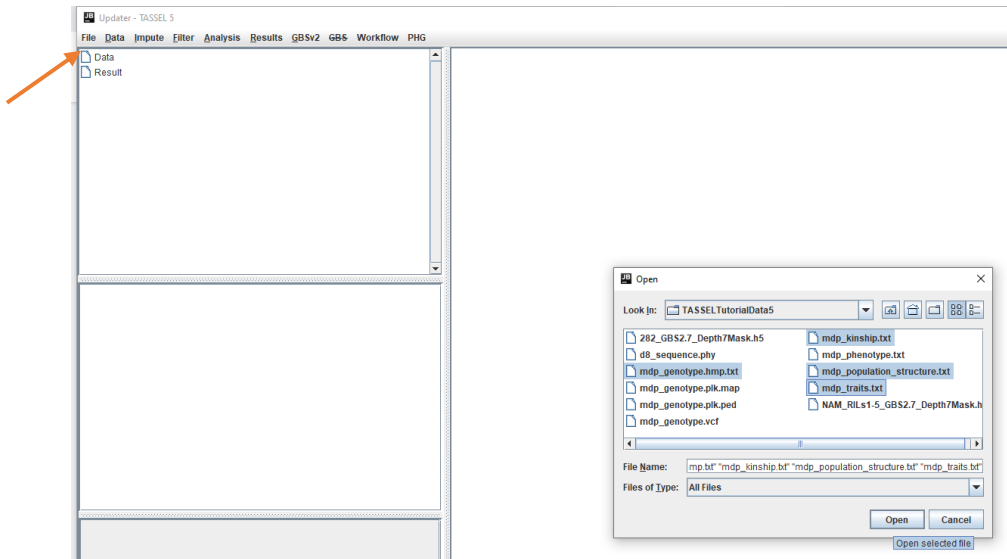 JB Updater - TASSEL 5
File Data Impute Filter Analysis Results GBSv2 GBS Workflow PHG
Data
Result
JB Open
Look In: TASSELTutorialData5
282_GBS2.7_Depth7Mask.h5
d8_sequence.phy
mdp_genotype.hmp.txt
mdp_genotype.plk.map
mdp_genotype.plk.ped
mdp_genotype.vcf
mdp_kinship.txt
mdp_phenotype.txt
mdp_population_structure.txt
mdp_traits.txt
NAM_RILs1-5_GBS2.7_Depth7Mask.h
File Name: mp.txt" "mdp_kinship.txt" "mdp_population_structure.txt" "mdp_traits.txt"
Files of Type: All Files
Open Cancel
Open selected file